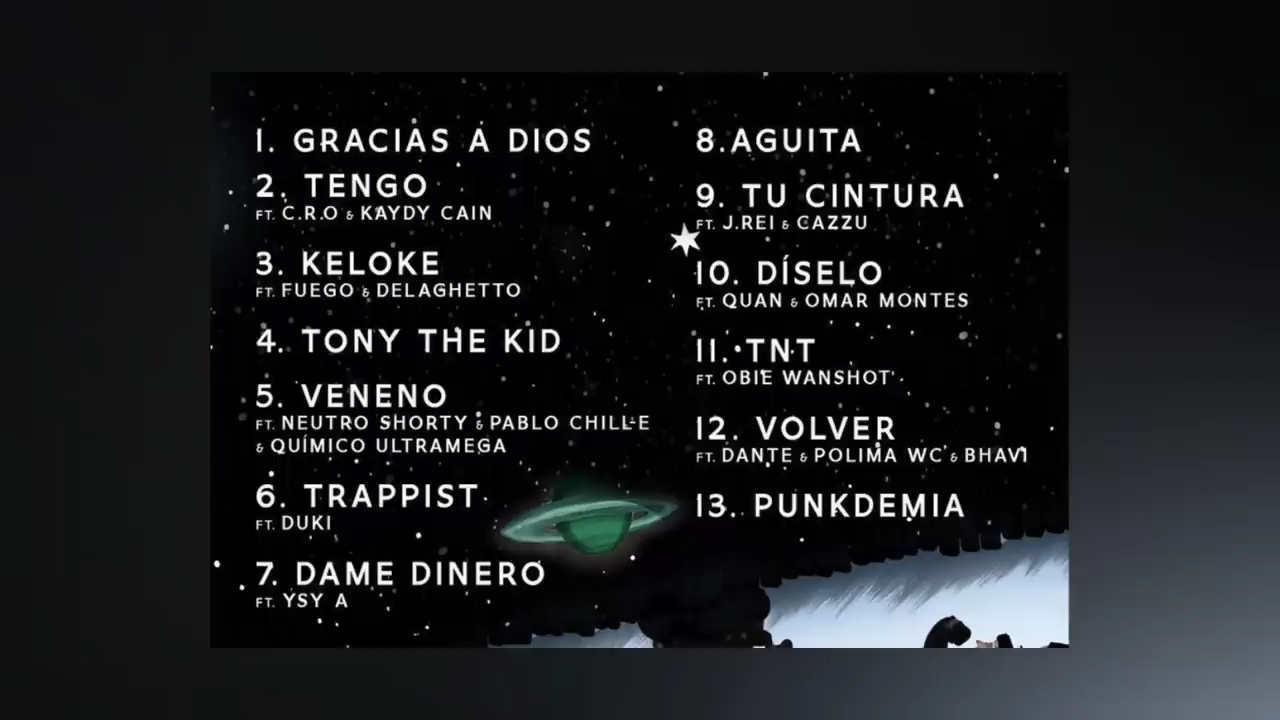 1. GRACIAS A DIOS
2. TENGO
FT. C.R.O & KAYDY CAIN
3. KELOKE
FT. FUEGO & DELAGHETTO
4. TONY THE KID
5. VENENO
FT. NEUTRO SHORTY & PABLO CHILL-E
& QUÍMICO ULTRAMEGA
6. TRAPPIST
FT. DUKI
7. DAME DINERO
FT. YSY A
8.AGUITA
9. TU CINTURA
FT. J.REI & CAZZU
10. DÍSELO
FT. QUAN & OMAR MONTES
11. TNT
FT. OBIE WANSHOT
12. VOLVER
FT. DANTE & POLIMA WC & BHAVI
13. PUNKDEMIA